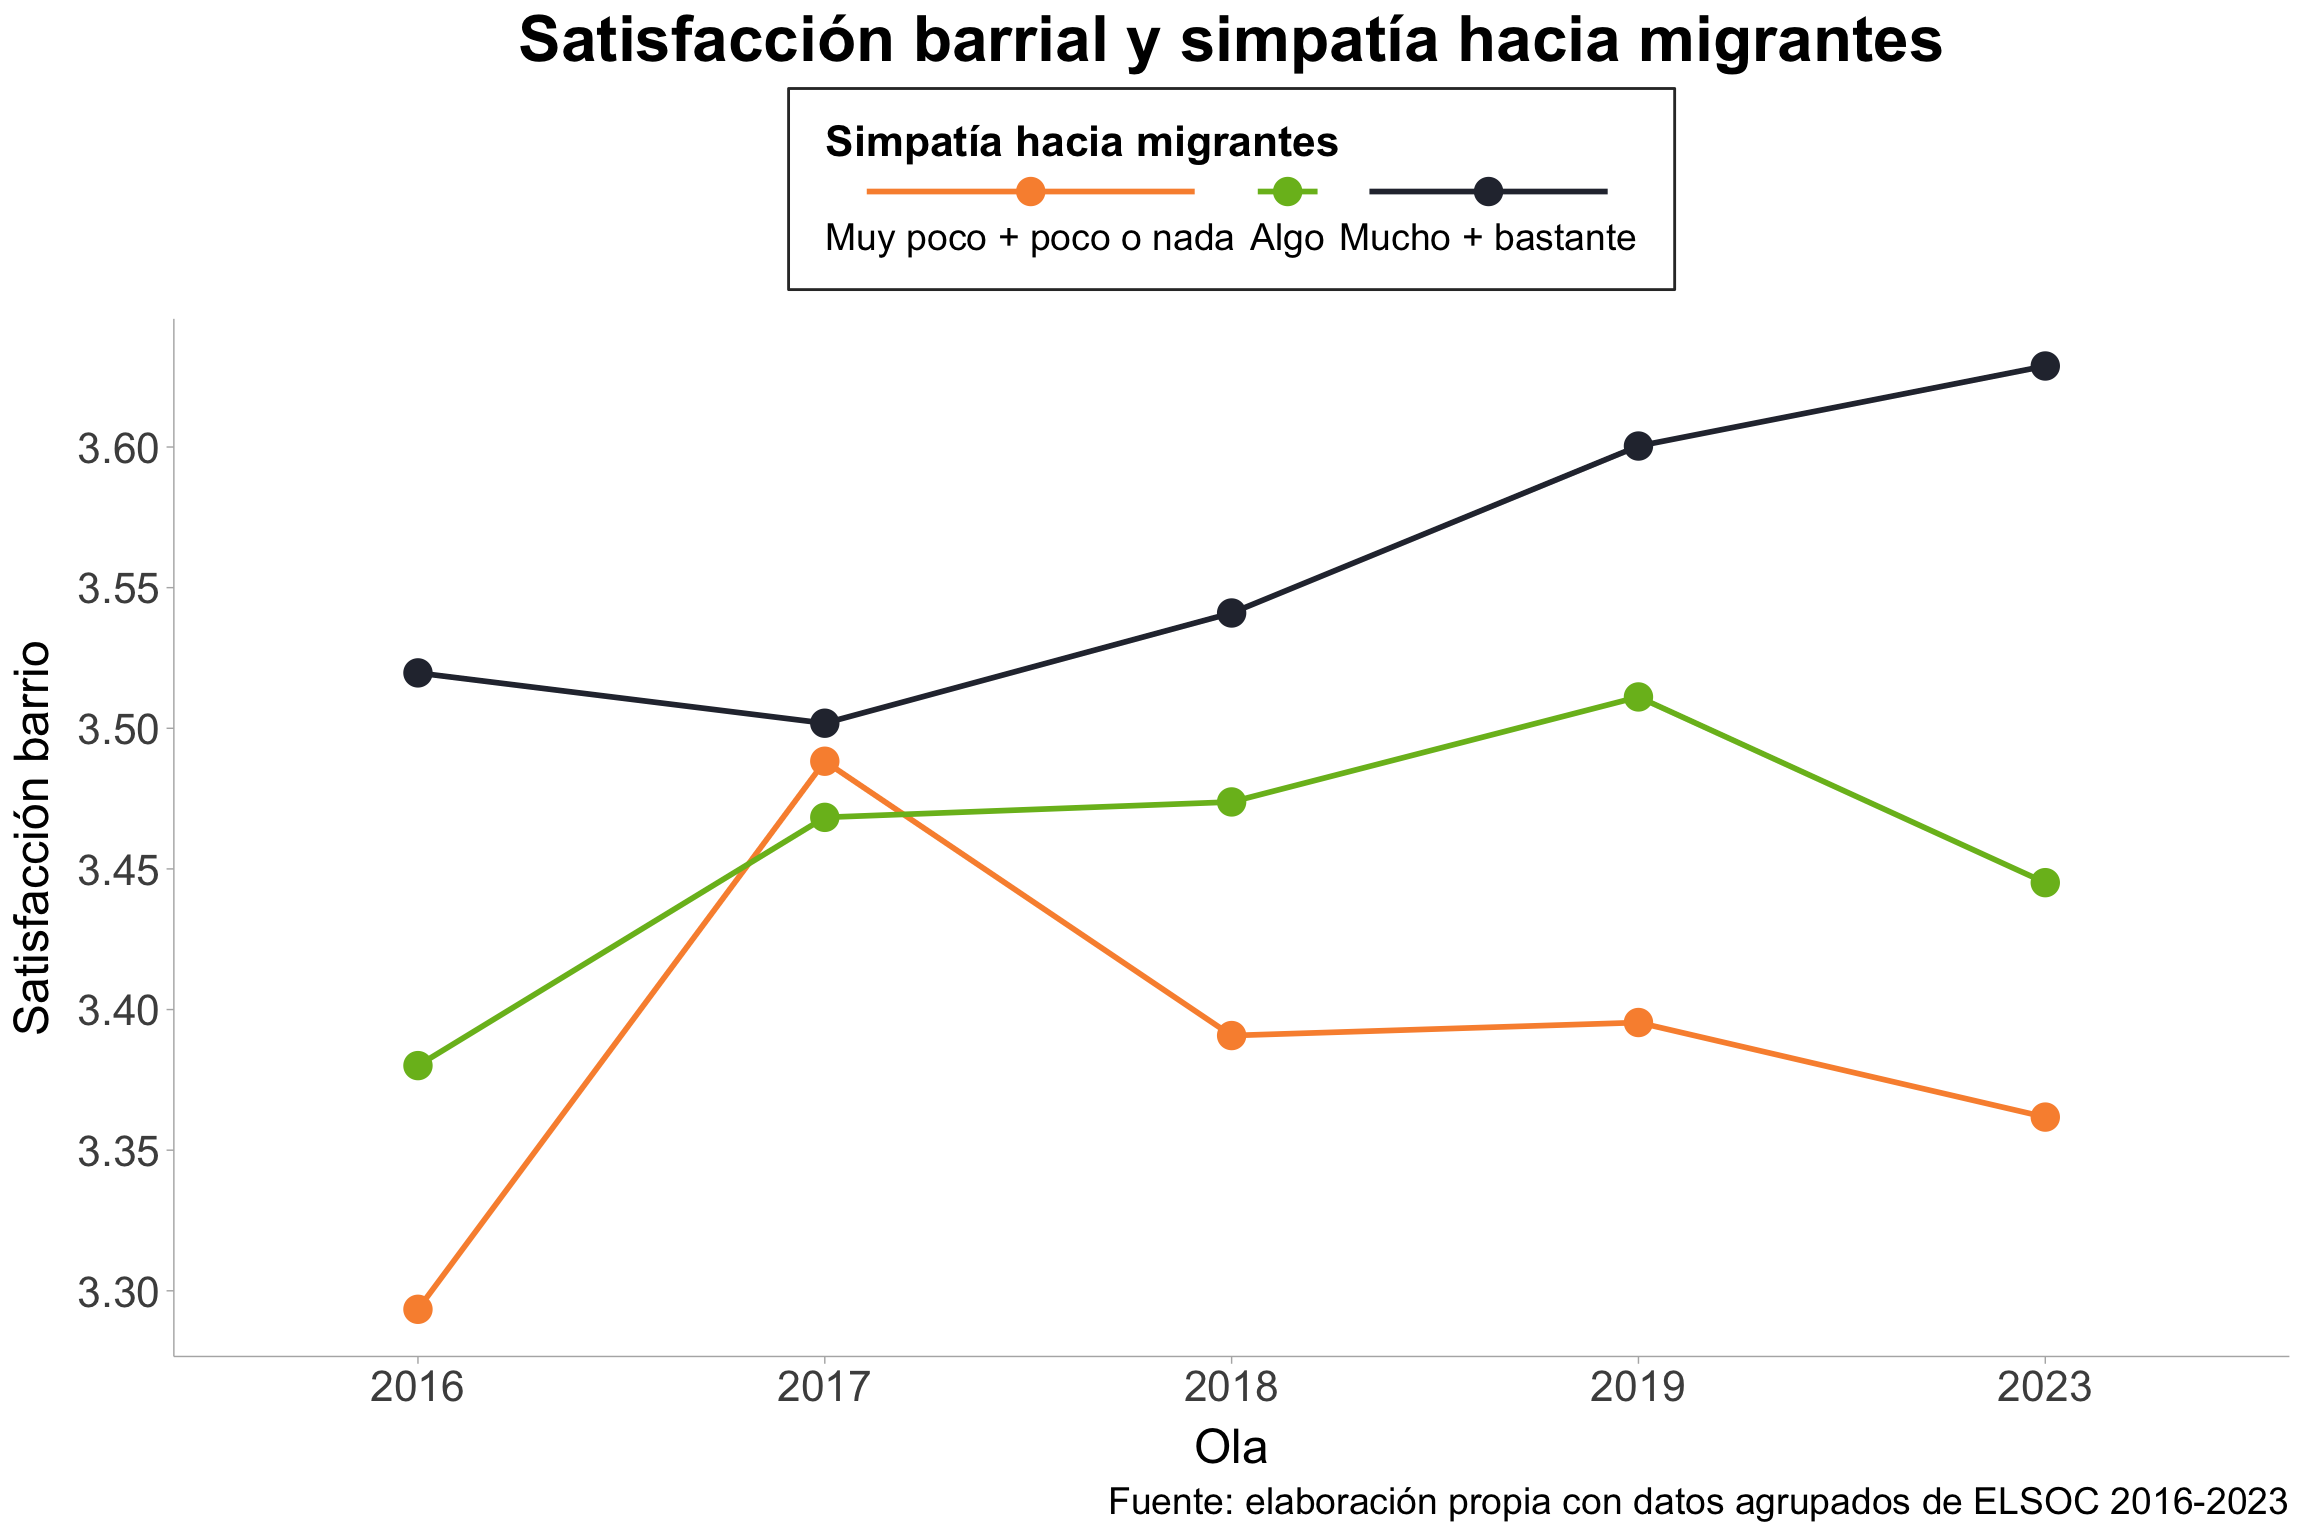 Satisfacción barrial y simpatía hacia migrantes
Simpatía hacia migrantes
Muy poco + poco o nada Algo Mucho + bastante
3.60
3.55
3.50
3.45
3.40
3.35
3.30
Satisfacción barrio
2016 2017 2018 2019 2023
Ola
Fuente: elaboración propia con datos agrupados de ELSOC 2016-2023